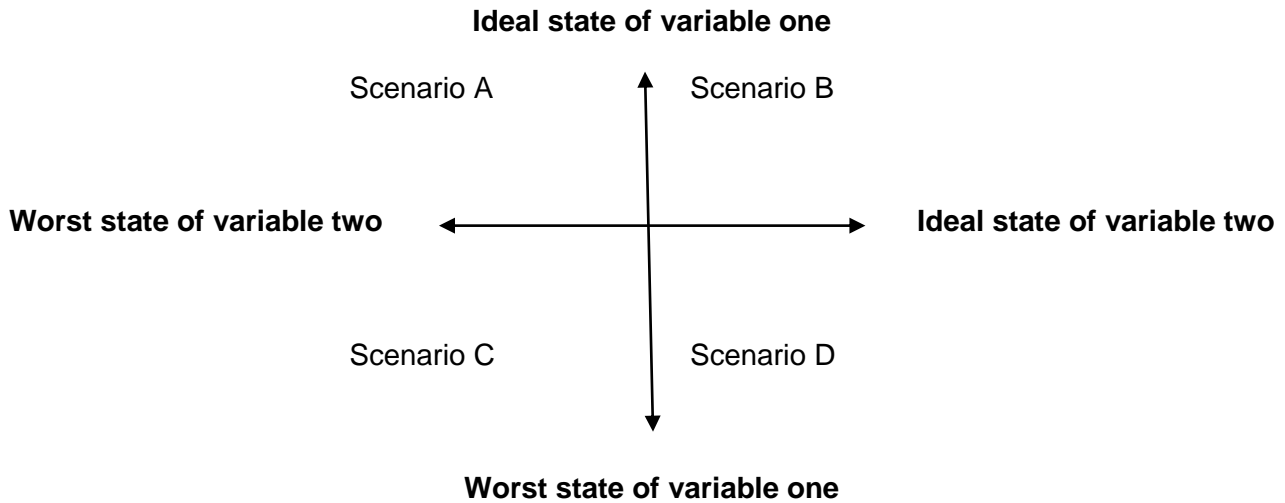 Ideal state of variable one
Scenario A
Scenario B
Worst state of variable two
Ideal state of variable two
Scenario C
Scenario D
Worst state of variable one